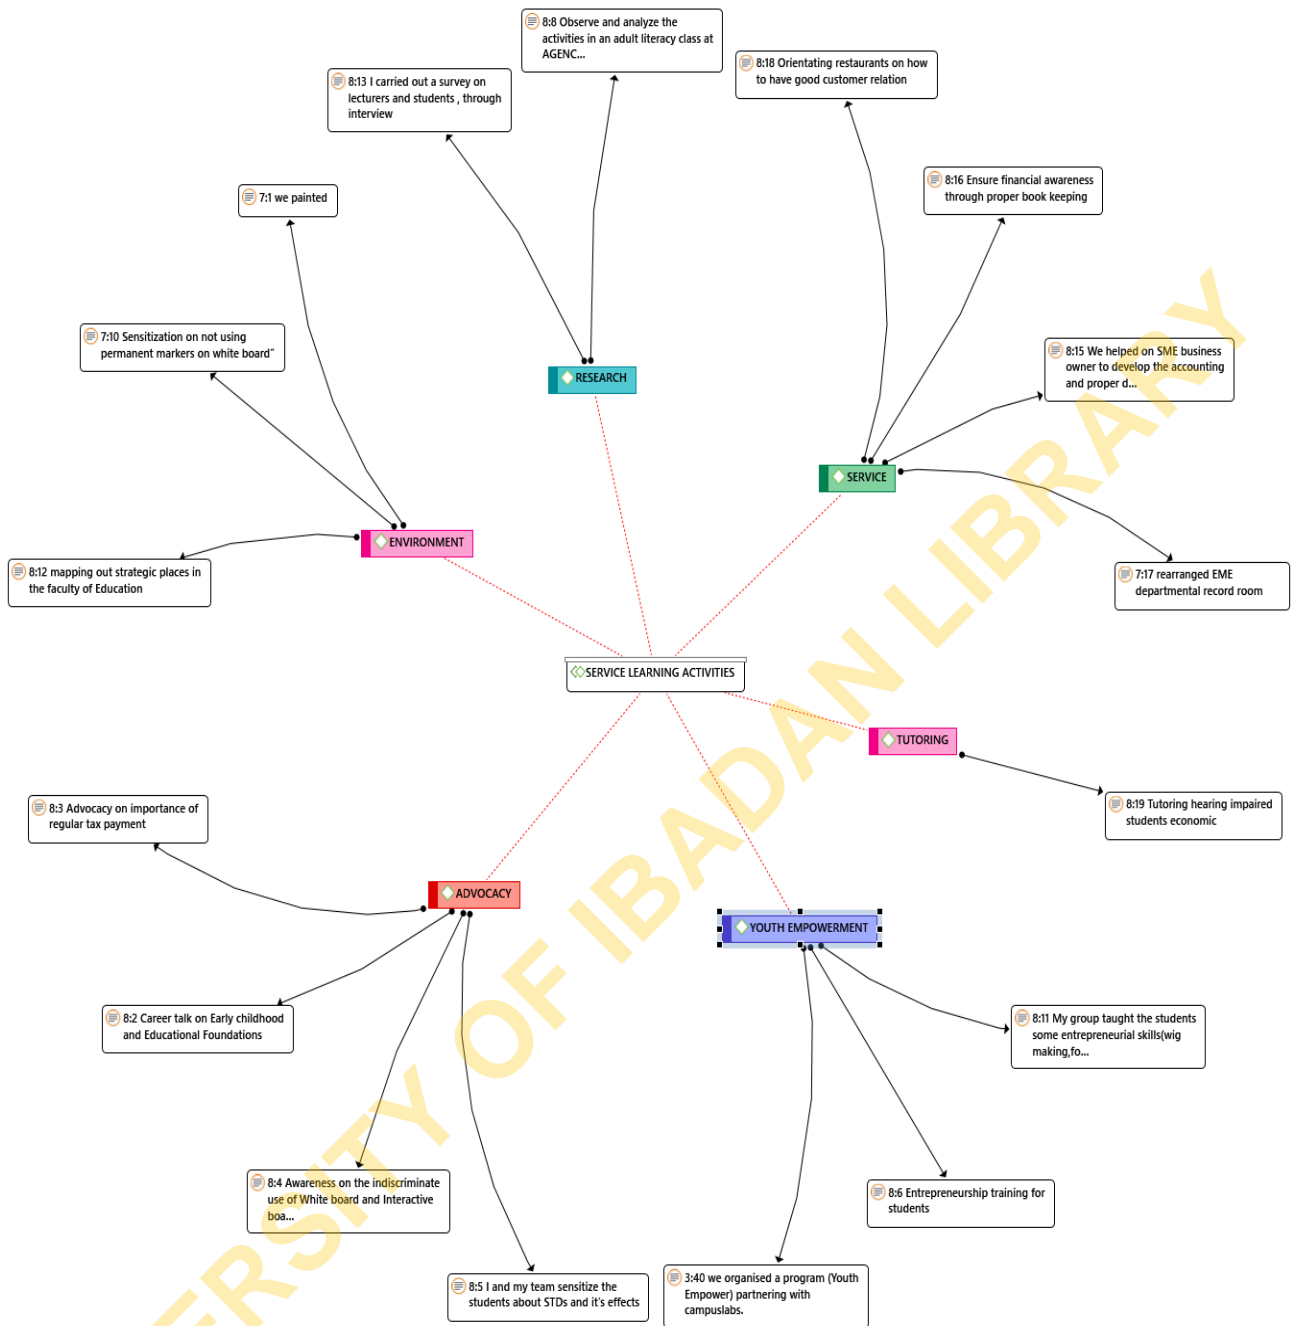 8:8 Observe and analyze the
activities in an adult literacy class at
AGENC...
8:18 Orientating restaurants on how
to have good customer relation
8:13 I carried out a survey on
lecturers and students , through
interview
8:16 Ensure financial awareness
through proper book keeping
7:1 we painted
7:10 Sensitization on not using
permanent markers on white board"
8:15 We helped on SME business
owner to develop the accounting
and proper d...
RESEARCH
SERVICE
ENVIRONMENT
8:12 mapping out strategic places in
the faculty of Education
7:17 rearranged EME
departmental record room
SERVICE LEARNING ACTIVITIES
TUTORING
8:19 Tutoring hearing impaired
students economic
8:3 Advocacy on importance of
regular tax payment
ADVOCACY
YOUTH EMPOWERMENT
8:2 Career talk on Early childhood
and Educational Foundations
8:11 My group taught the students
some entrepreneurial skills(wig
making,fo...
8:4 Awareness on the indiscriminate
use of White board and Interactive
boa...
8:6 Entrepreneurship training for
students
8:5 I and my team sensitize the
students about STDs and it's effects
3:40 we organised a program (Youth
Empower) partnering with
campuslabs.
ERSITY OF IBADAN LIBRARY